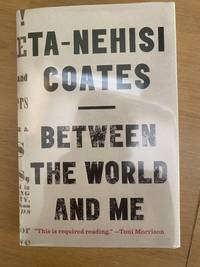 TA-NEHISI
COATES
BETWEEN
THE WORLD
AND ME
"This is required reading." —Toni Morrison